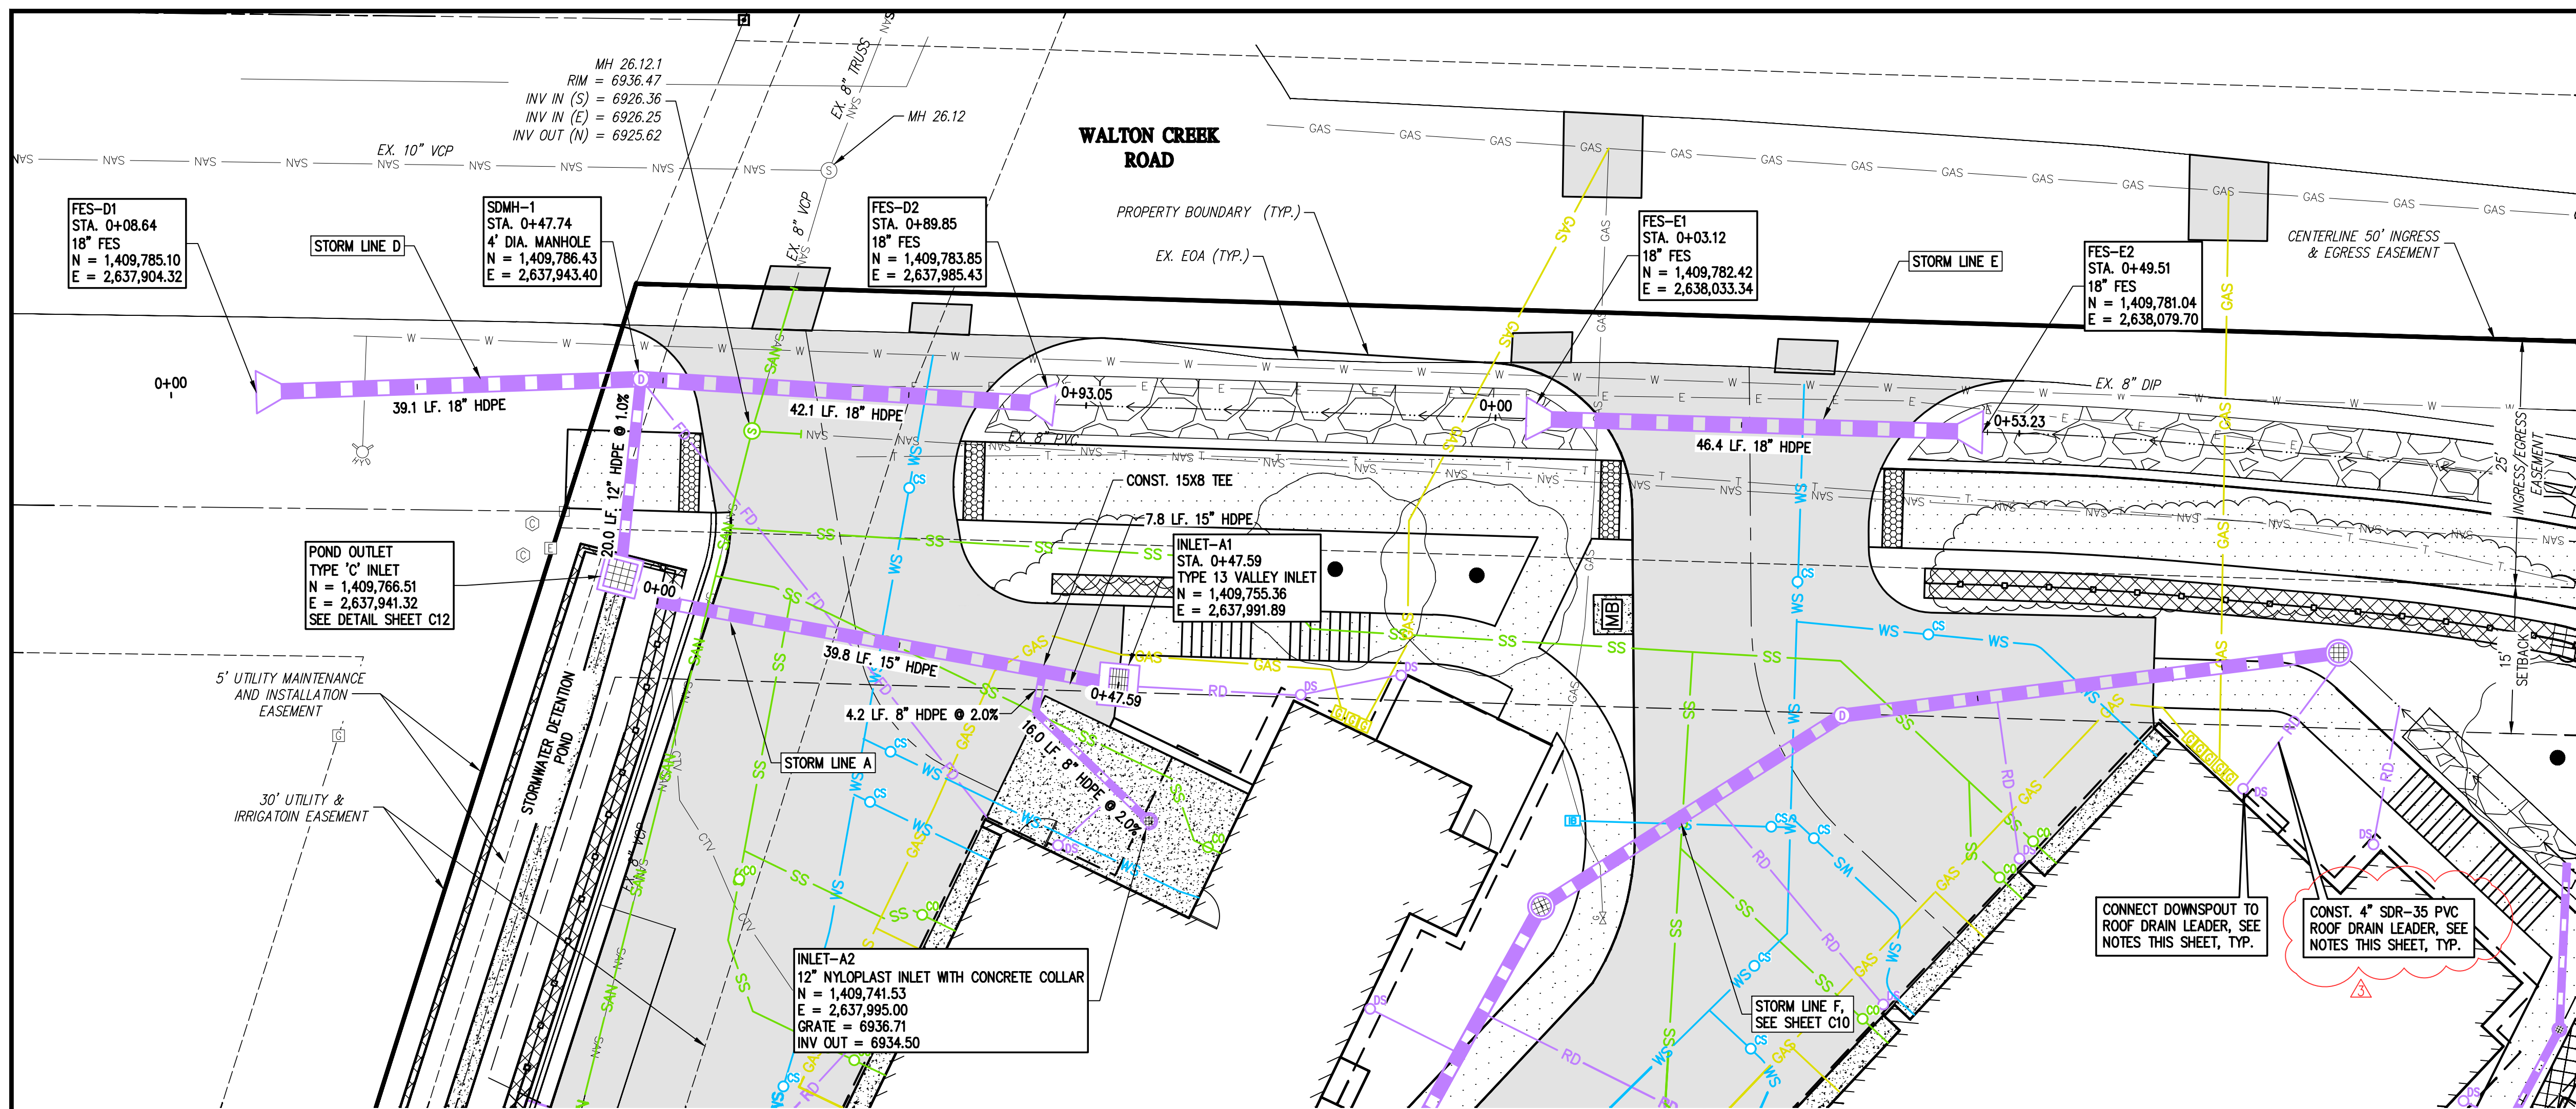 MH 26.12.1
RIM = 6936.47
INV IN (S) = 6926.36
INV IN (E) = 6926.25
INV OUT (N) = 6925.62
EX. 8" TRUSS
MH 26.12
EX. 10" VCP
EX. 8" VCP
WALTON CREEK
ROAD
PROPERTY BOUNDARY (TYP.)
EX. EOA (TYP.)
CENTERLINE 50' INGRESS
& EGRESS EASEMENT
FES-D1
STA. 0+08.64
18" FES
N = 1,409,785.10
E = 2,637,904.32
STORM LINE D
SDMH-1
STA. 0+47.74
4' DIA. MANHOLE
N = 1,409,786.43
E = 2,637,943.40
FES-D2
STA. 0+89.85
18" FES
N = 1,409,783.85
E = 2,637,985.43
FES-E1
STA. 0+03.12
18" FES
N = 1,409,782.42
E = 2,638,033.34
STORM LINE E
FES-E2
STA. 0+49.51
18" FES
N = 1,409,781.04
E = 2,638,079.70
0+00
39.1 LF. 18" HDPE
42.1 LF. 18" HDPE
0+93.05
0+00
46.4 LF. 18" HDPE
0+53.23
EX. 8" DIP
EX. 8" PVC
20.0 LF. 12" HDPE @ 1.0%
HYD
25'
INGRESS/EGRESS
EASEMENT
15'
SETBACK
CONST. 15X8 TEE
7.8 LF. 15" HDPE
INLET-A1
STA. 0+47.59
TYPE 13 VALLEY INLET
N = 1,409,755.36
E = 2,637,991.89
POND OUTLET
TYPE 'C' INLET
N = 1,409,766.51
E = 2,637,941.32
SEE DETAIL SHEET C12
0+00
39.8 LF. 15" HDPE
0+47.59
4.2 LF. 8" HDPE @ 2.0%
16.0 LF 8" HDPE @ 2.0%
MB
5' UTILITY MAINTENANCE
AND INSTALLATION
EASEMENT
STORMWATER DETENTION
POND
STORM LINE A
30' UTILITY &
IRRIGATOIN EASEMENT
EX. 8" VCP
INLET-A2
12" NYLOPLAST INLET WITH CONCRETE COLLAR
N = 1,409,741.53
E = 2,637,995.00
GRATE = 6936.71
INV OUT = 6934.50
STORM LINE F,
SEE SHEET C10
CONNECT DOWNSPOUT TO
ROOF DRAIN LEADER, SEE
NOTES THIS SHEET, TYP.
CONST. 4" SDR-35 PVC
ROOF DRAIN LEADER, SEE
NOTES THIS SHEET, TYP.
3
SAN
GAS
W
E
T
SS
WS
FD
RD
CTV
CS
CO
DS
D
S
G
C